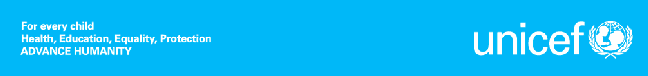 For every child
Health, Education, Equality, Protection
ADVANCE HUMANITY
unicef